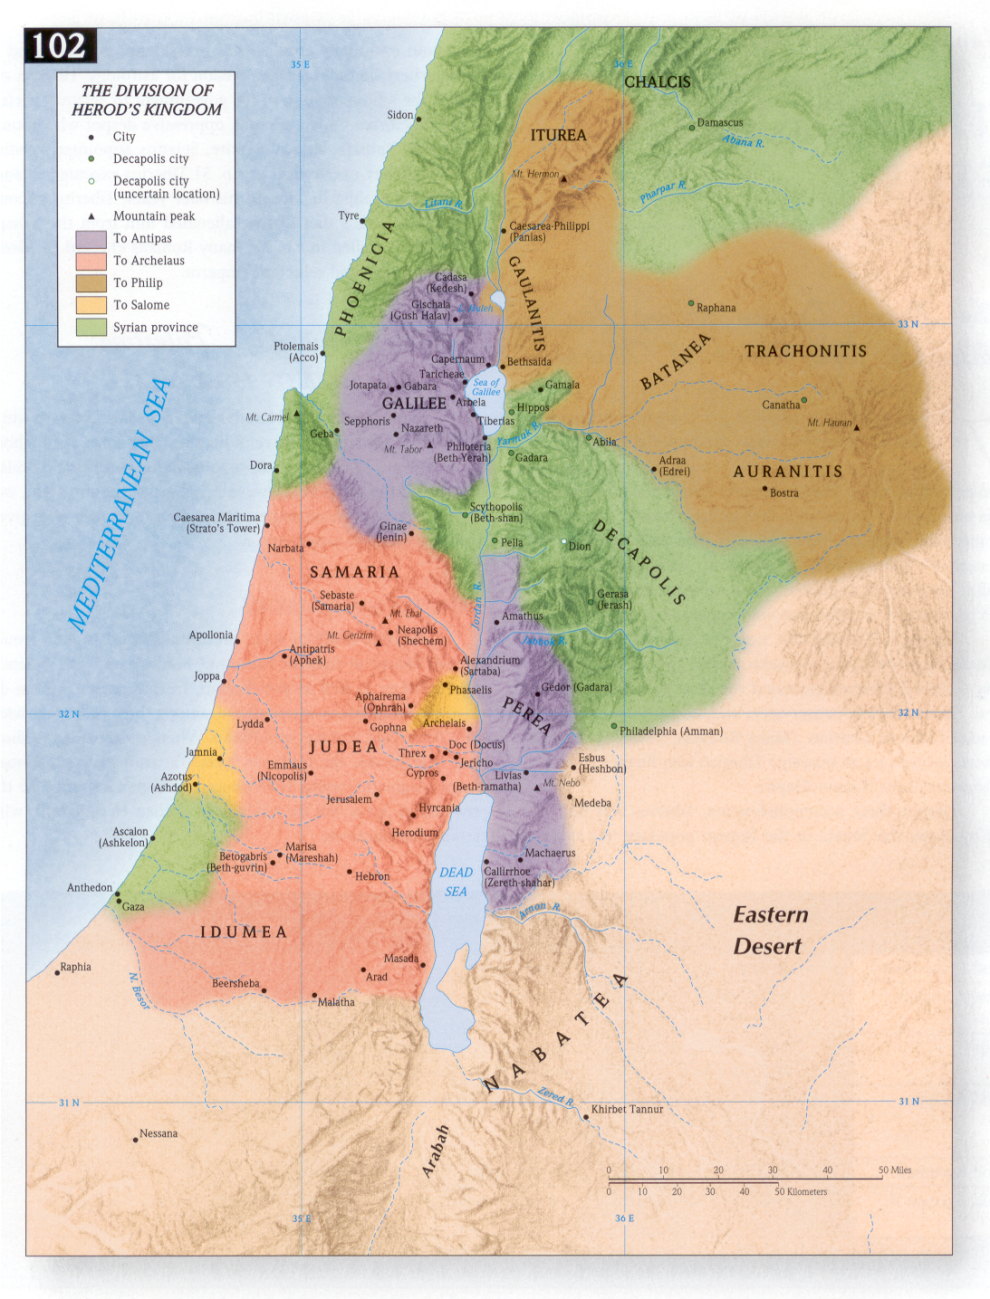 102
THE DIVISION OF
HEROD'S KINGDOM
City
Decapolis city
Decapolis city
(uncertain location)
Mountain peak
To Antipas
To Archelaus
To Philip
To Salome
Syrian province
35 E
36 E
CHALCIS
Sidon
Damascus
Abana R.
ITUREA
Mt. Hermon
Pharpar R.
Litani R.
Tyre
Caesarea-Philippi
(Panias)
PHOENICIA
GAULANITIS
Cadasa
(Kedesh)
Gischala
(Gush Halav)
L. Huleh
Raphana
33 N
Ptolemais
(Acco)
Capernaum
Bethsaida
BATANEA
TRACHONITIS
Taricheae
Jotapata
Gabara
Sea of
Galilee
Gamala
GALILEE
Arbela
Hippos
Canatha
Mt. Carmel
Sepphoris
Tiberias
Mt. Hauran
Geba
Nazareth
Yarmuk R.
Mt. Tabor
Philoteria
(Beth-Yerah)
Abila
Gadara
Dora
Adraa
(Edrei)
AURANITIS
Bostra
MEDITERRANEAN SEA
Caesarea Maritima
(Strato's Tower)
Scythopolis
(Beth-shan)
Ginae
(Jenin)
DECAPOLIS
Narbata
Pella
Dion
SAMARIA
Sebaste
(Samaria)
Jordan R.
Gerasa
(Jerash)
Mt. Ebal
Amathus
Apollonia
Mt. Gerizim
Neapolis
(Shechem)
Jabbok R.
Antipatris
(Aphek)
Alexandrium
(Sartaba)
Joppa
Phasaelis
Gedor (Gadara)
Aphairema
(Ophrah)
PEREA
32 N
32 N
Lydda
Gophna
Archelais
Philadelphia (Amman)
JUDEA
Doc (Docus)
Jamnia
Threx
Jericho
Esbus
(Heshbon)
Emmaus
(Nicopolis)
Cypros
Livias
(Beth-ramatha)
Mt. Nebo
Azotus
(Ashdod)
Jerusalem
Medeba
Hyrcania
Herodium
Ascalon
(Ashkelon)
Marisa
(Mareshah)
Betogabris
(Beth-guvrin)
Machaerus
Hebron
DEAD
SEA
Callirrhoe
(Zereth-shahar)
Anthedon
Gaza
Arnon R.
Eastern
Desert
IDUMEA
Masada
Raphia
Arad
N. Besor
Beersheba
Malatha
NABATEA
Zered R.
31 N
31 N
Khirbet Tannur
Nessana
Arabah
0 10 20 30 40 50 Miles
0 10 20 30 40 50 Kilometers
35 E
36 E